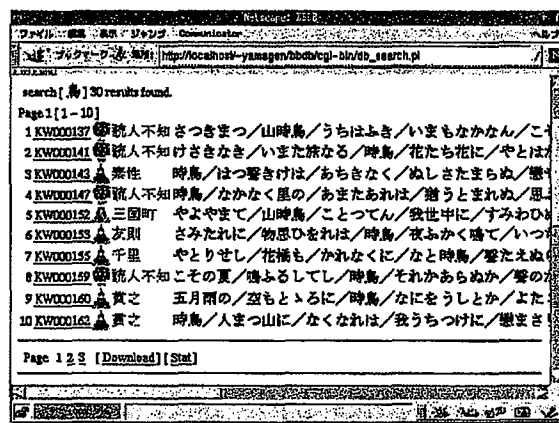 Netscape: BBDB
ファイル 編集 表示 ジャンプ Communicator ヘルプ
ブックマーク 場所: http://localhost/~yamagen/bbdb/cgi-bin/db_search.pl
search [ .鳥 ] 30 results found.
Page 1 [ 1 - 10 ]
1 KW000137 読人不知 さつきまつ／山時鳥／うちはふき／いまもなかなん／こそ
2 KW000141 読人不知 けさきなき／いまた旅なる／時鳥／花たち花に／やとは
3 KW000143 素性 時鳥／はつ聲きけは／あちきなく／ぬしさたまらぬ／戀
4 KW000147 読人不知 時鳥／なかなく里の／あまたあれは／猶うとまれぬ／思
5 KW000152 三国町 やよやまて／山時鳥／ことつてん／我世中に／すみわひ
6 KW000153 友則 さみたれに／物思ひをれは／時鳥／夜ふかく鳴て／いつ
7 KW000155 千里 やとりせし／花橘も／かれなくに／なと時鳥／聲たえぬ
8 KW000159 読人不知 こその夏／鳴ふるしてし／時鳥／それかあらぬか／聲の
9 KW000160 貫之 五月雨の／空もとゝろに／時鳥／なにをうしとか／よた
10 KW000162 貫之 時鳥／人まつ山に／なくなれは／我うちつけに／戀まさ
Page 1 2 3 [Download] [Stat]